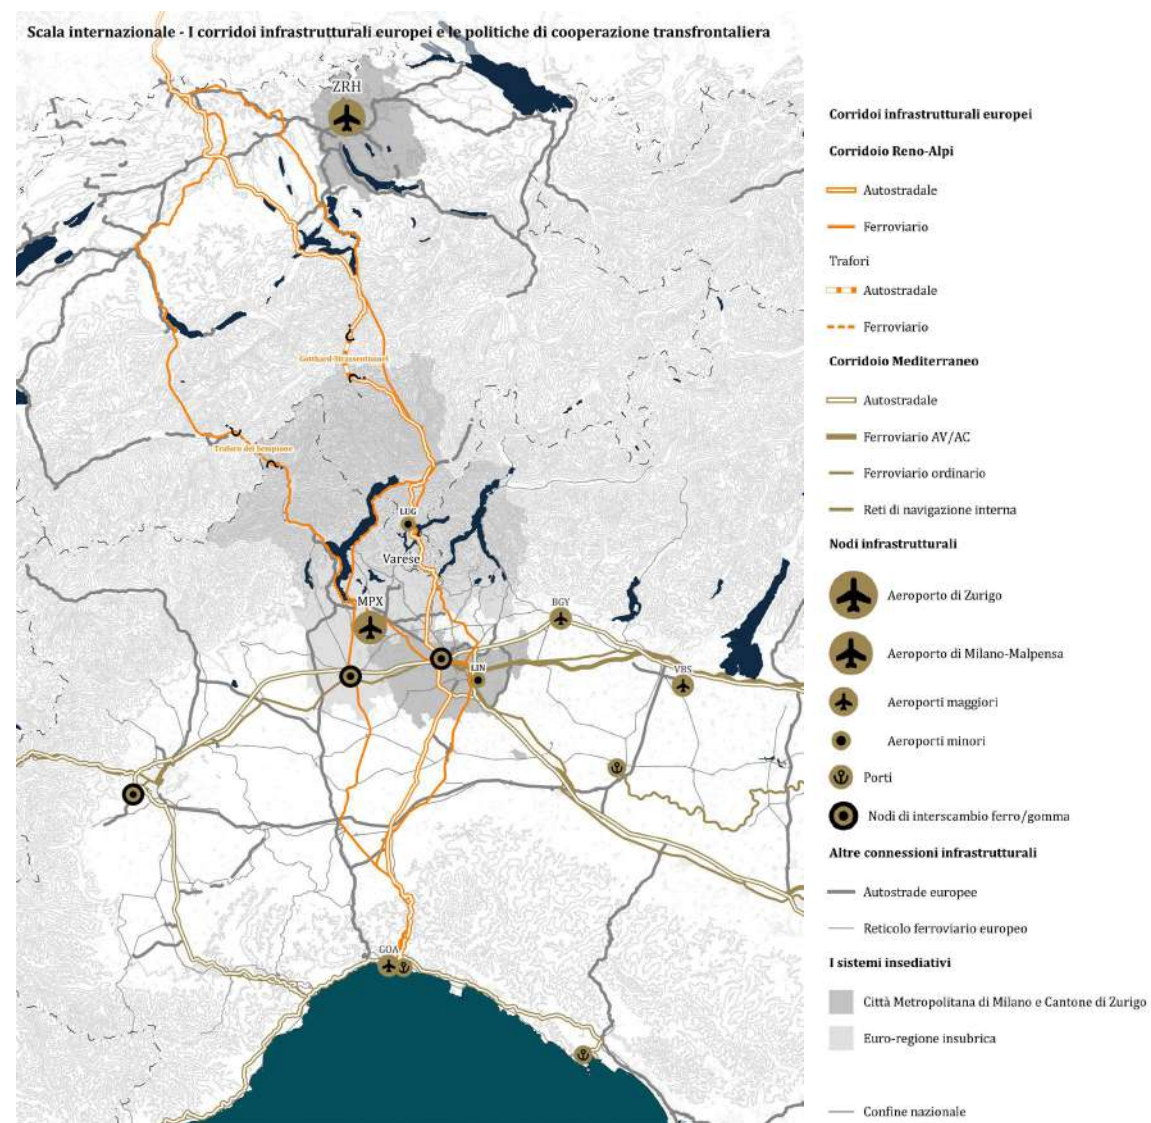 Scala internazionale - I corridoi infrastrutturali europei e le politiche di cooperazione transfrontaliera
ZRH
Gotthard-Strassentunnel
Traforo del Sempione
LUG
Varese
MPX
BGY
LIN
VBS
GOA
Corridoi infrastrutturali europei
Corridoio Reno-Alpi
Autostradale
Ferroviario
Trafori
Autostradale
Ferroviario
Corridoio Mediterraneo
Autostradale
Ferroviario AV/AC
Ferroviario ordinario
Reti di navigazione interna
Nodi infrastrutturali
Aeroporto di Zurigo
Aeroporto di Milano-Malpensa
Aeroporti maggiori
Aeroporti minori
Porti
Nodi di interscambio ferro/gomma
Altre connessioni infrastrutturali
Autostrade europee
Reticolo ferroviario europeo
I sistemi insediativi
Città Metropolitana di Milano e Cantone di Zurigo
Euro-regione insubrica
Confine nazionale